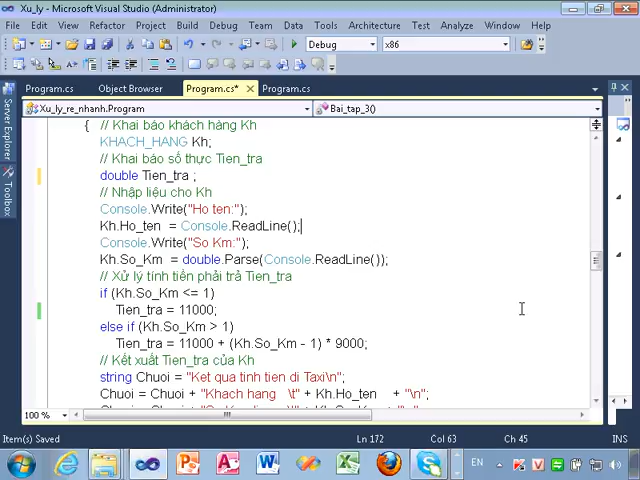 Xu_ly - Microsoft Visual Studio (Administrator)
File Edit View Refactor Project Build Debug Team Data Tools Architecture Test Analyze Window Help
Debug x86
Program.cs Object Browser Program.cs* Program.cs
Xu_ly_re_nhanh.Program Bai_tap_3()
Server Explorer
Toolbox
{ // Khai báo khách hàng Kh
KHACH_HANG Kh;
// Khai báo số thực Tien_tra
double Tien_tra ;
// Nhập liệu cho Kh
Console.Write("Ho ten:");
Kh.Ho_ten = Console.ReadLine();
Console.Write("So Km:");
Kh.So_Km = double.Parse(Console.ReadLine());
// Xử lý tính tiền phải trả Tien_tra
if (Kh.So_Km <= 1)
Tien_tra = 11000;
else if (Kh.So_Km > 1)
Tien_tra = 11000 + (Kh.So_Km - 1) * 9000;
// Kết xuất Tien_tra của Kh
string Chuoi = "Ket qua tinh tien di Taxi\n";
Chuoi = Chuoi + "Khach hang \t" + Kh.Ho_ten + "\n";
100 %
Item(s) Saved Ln 172 Col 63 Ch 45 INS
EN